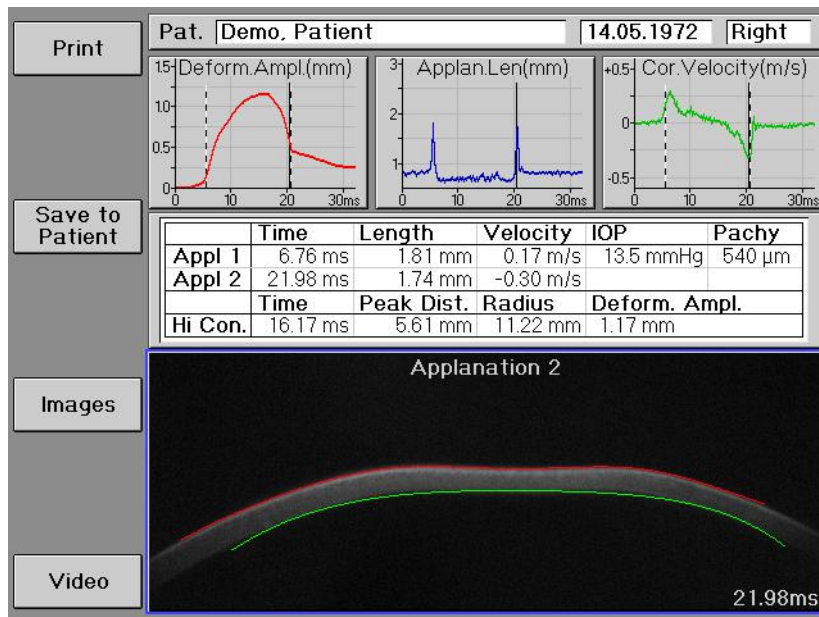 Print
Pat. Demo, Patient 14.05.1972 Right
15 Deform.Ampl.(mm)
10
0.5
0
0 10 20 30ms
3 Applan.Len(mm)
2
1
0 10 20 30ms
+0.5 Cor.Velocity(m/s)
0
-0.5
0 10 20 30ms
Save to
Patient
Time Length Velocity IOP Pachy
Appl 1 6.76 ms 1.81 mm 0.17 m/s 13.5 mmHg 540 µm
Appl 2 21.98 ms 1.74 mm -0.30 m/s
Time Peak Dist. Radius Deform. Ampl.
Hi Con. 16.17 ms 5.61 mm 11.22 mm 1.17 mm
Applanation 2
Images
Video
21.98ms